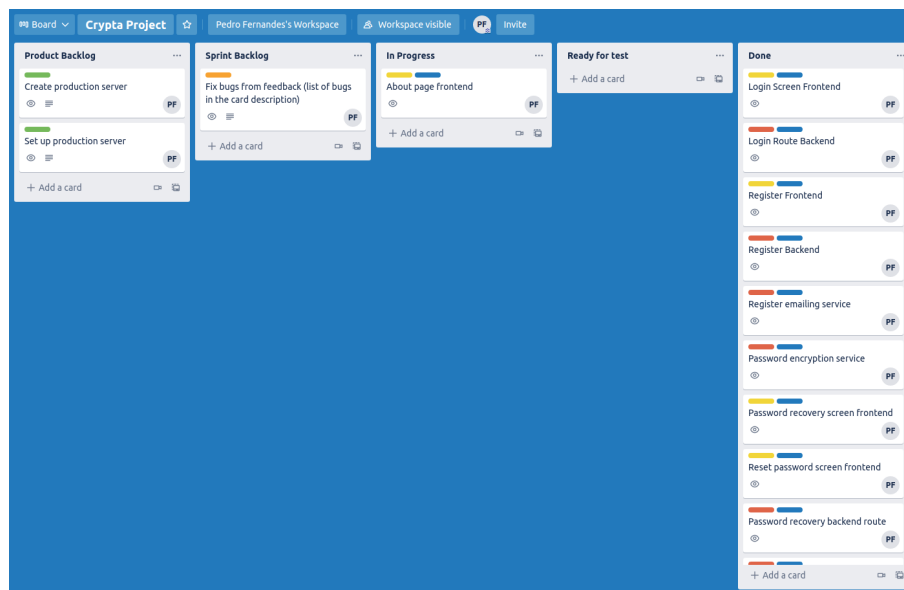 Board
Crypta Project
Pedro Fernandes's Workspace
Workspace visible
PF
Invite
Product Backlog
Create production server
PF
Set up production server
PF
+ Add a card
Sprint Backlog
Fix bugs from feedback (list of bugs
in the card description)
PF
+ Add a card
In Progress
About page frontend
PF
+ Add a card
Ready for test
+ Add a card
Done
Login Screen Frontend
PF
Login Route Backend
PF
Register Frontend
PF
Register Backend
PF
Register emailing service
PF
Password encryption service
PF
Password recovery screen frontend
PF
Reset password screen frontend
PF
Password recovery backend route
PF
+ Add a card